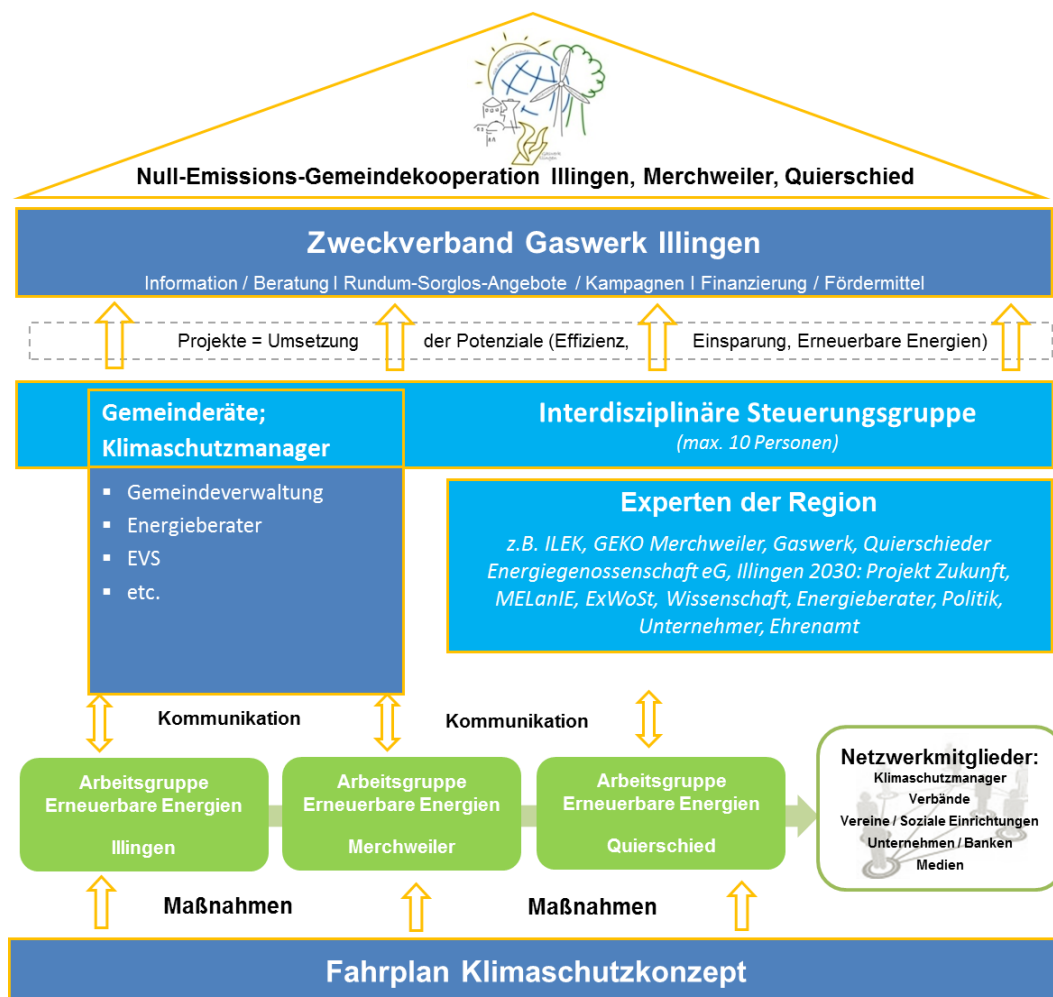 Null-Emissions-Gemeindekooperation Illingen, Merchweiler, Quierschied
Zweckverband Gaswerk Illingen
Information / Beratung I Rundum-Sorglos-Angebote / Kampagnen I Finanzierung / Fördermittel
Projekte = Umsetzung der Potenziale (Effizienz, Einsparung, Erneuerbare Energien)
Gemeinderäte;
Klimaschutzmanager
▪ Gemeindeverwaltung
▪ Energieberater
▪ EVS
▪ etc.
Interdisziplinäre Steuerungsgruppe
(max. 10 Personen)
Experten der Region
z.B. ILEK, GEKO Merchweiler, Gaswerk, Quierschieder
Energiegenossenschaft eG, Illingen 2030: Projekt Zukunft,
MELanIE, ExWoSt, Wissenschaft, Energieberater, Politik,
Unternehmer, Ehrenamt
Kommunikation
Kommunikation
Arbeitsgruppe
Erneuerbare Energien
Illingen
Arbeitsgruppe
Erneuerbare Energien
Merchweiler
Arbeitsgruppe
Erneuerbare Energien
Quierschied
Netzwerkmitglieder:
Klimaschutzmanager
Verbände
Vereine / Soziale Einrichtungen
Unternehmen / Banken
Medien
Maßnahmen
Maßnahmen
Fahrplan Klimaschutzkonzept